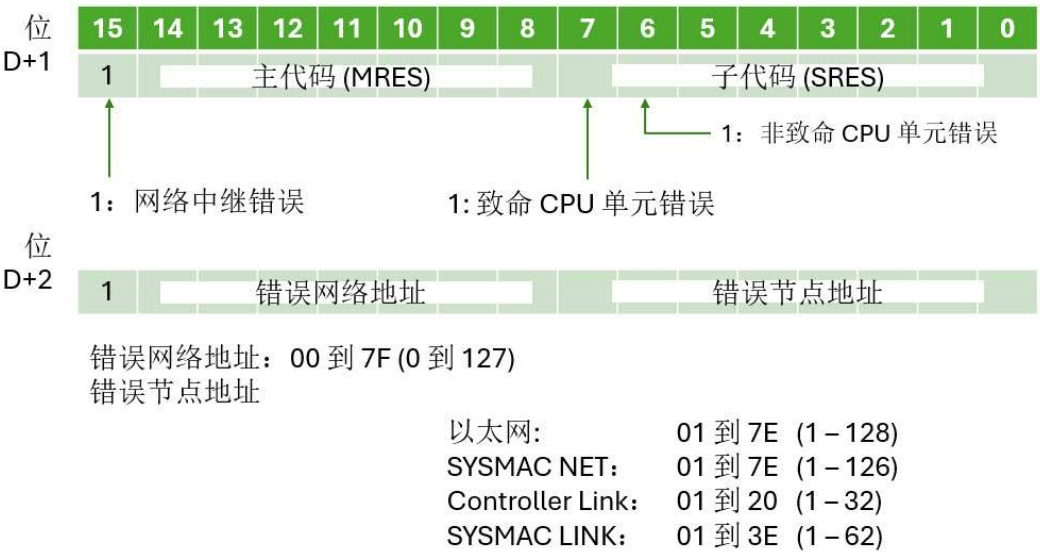 位 15 14 13 12 11 10 9 8 7 6 5 4 3 2 1 0
D+1 1 主代码 (MRES) 子代码 (SRES)
1：非致命 CPU 单元错误
1：网络中继错误 1: 致命 CPU 单元错误
位
D+2 1 错误网络地址 错误节点地址
错误网络地址：00 到 7F (0 到 127)
错误节点地址
以太网: 01 到 7E (1 – 128)
SYSMAC NET： 01 到 7E (1 – 126)
Controller Link： 01 到 20 (1 – 32)
SYSMAC LINK： 01 到 3E (1 – 62)